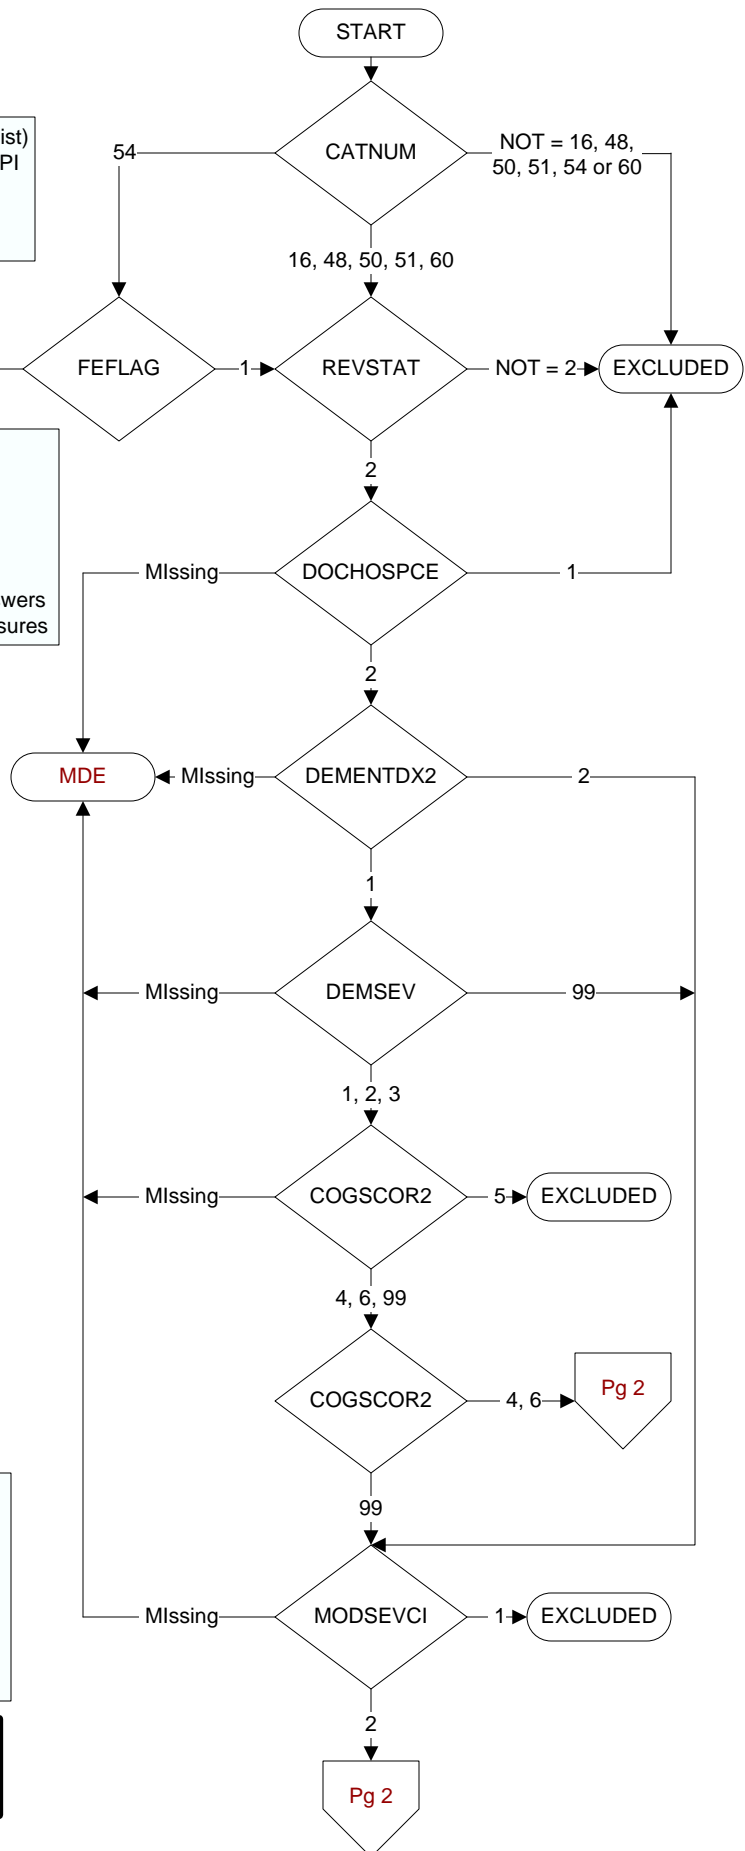 START
ist)
PI
54
CATNUM
NOT = 16, 48,
50, 51, 54 or 60
16, 48, 50, 51, 60
FEFLAG
1
REVSTAT
NOT = 2
EXCLUDED
2
MIssing
DOCHOSPCE
1
wers
sures
2
MDE
MIssing
DEMENTDX2
2
1
MIssing
DEMSEV
99
1, 2, 3
MIssing
COGSCOR2
5
EXCLUDED
4, 6, 99
COGSCOR2
4, 6
Pg 2
99
MIssing
MODSEVCI
1
EXCLUDED
2
Pg 2